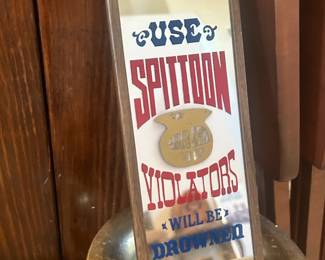 USE
SPITTOON
VIOLATORS
WILL BE
DROWNED